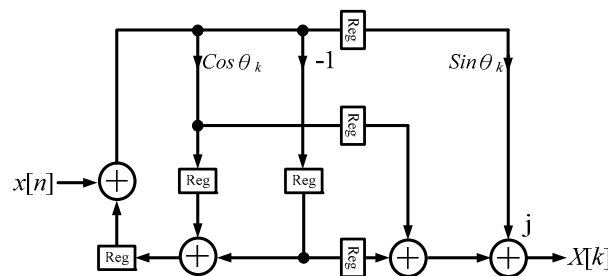 Reg
Cos θ k
-1
Sin θ k
Reg
x[n]
Reg
Reg
j
Reg
Reg
X[k]